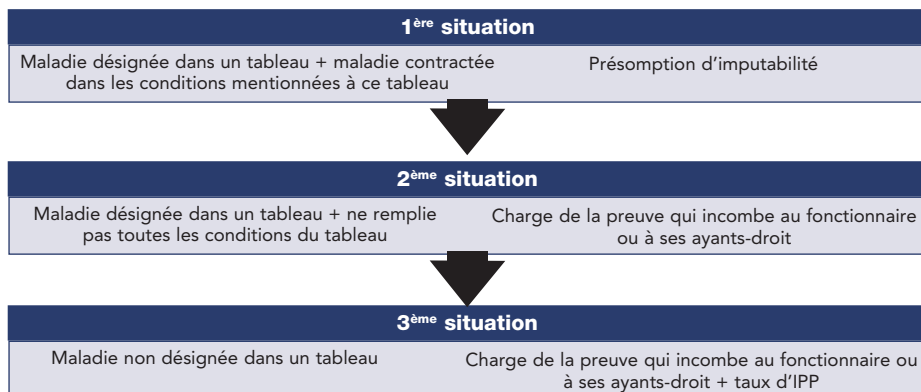 1ère situation
Maladie désignée dans un tableau + maladie contractée
dans les conditions mentionnées à ce tableau
Présomption d'imputabilité
2ème situation
Maladie désignée dans un tableau + ne remplie
pas toutes les conditions du tableau
Charge de la preuve qui incombe au fonctionnaire
ou à ses ayants-droit
3ème situation
Maladie non désignée dans un tableau
Charge de la preuve qui incombe au fonctionnaire ou
à ses ayants-droit + taux d'IPP